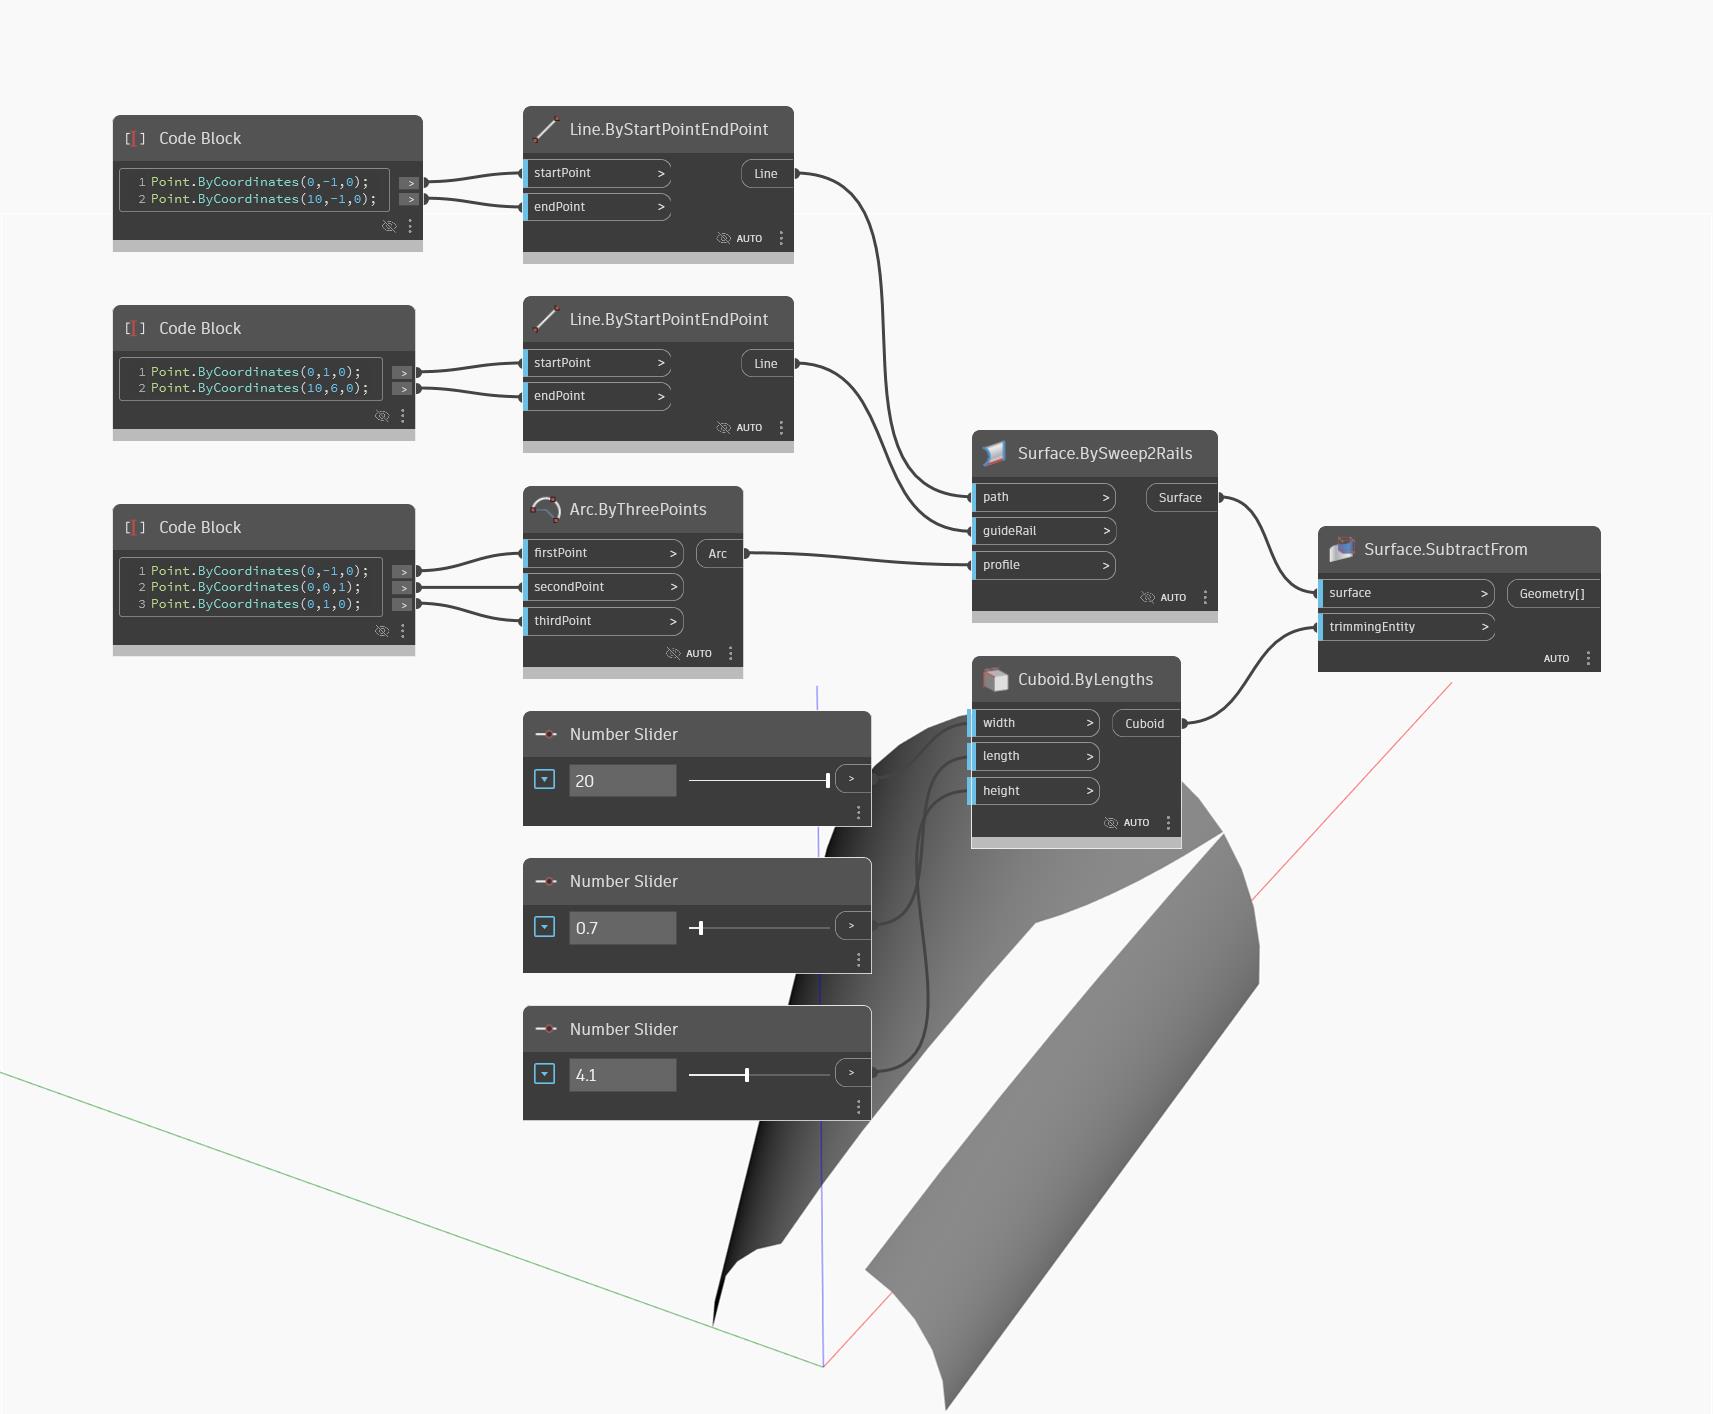 [I] Code Block
1 Point.ByCoordinates(0,-1,0); >
2 Point.ByCoordinates(10,-1,0); >
Line.ByStartPointEndPoint
startPoint > Line
endPoint >
AUTO
[I] Code Block
1 Point.ByCoordinates(0,1,0); >
2 Point.ByCoordinates(10,6,0); >
Line.ByStartPointEndPoint
startPoint > Line
endPoint >
AUTO
[I] Code Block
1 Point.ByCoordinates(0,-1,0); >
2 Point.ByCoordinates(0,0,1); >
3 Point.ByCoordinates(0,1,0); >
Arc.ByThreePoints
firstPoint > Arc
secondPoint >
thirdPoint >
AUTO
Surface.BySweep2Rails
path > Surface
guideRail >
profile >
AUTO
Surface.SubtractFrom
surface > Geometry[]
trimmingEntity >
AUTO
Cuboid.ByLengths
width > Cuboid
length >
height >
AUTO
Number Slider
20 >
Number Slider
0.7 >
Number Slider
4.1 >